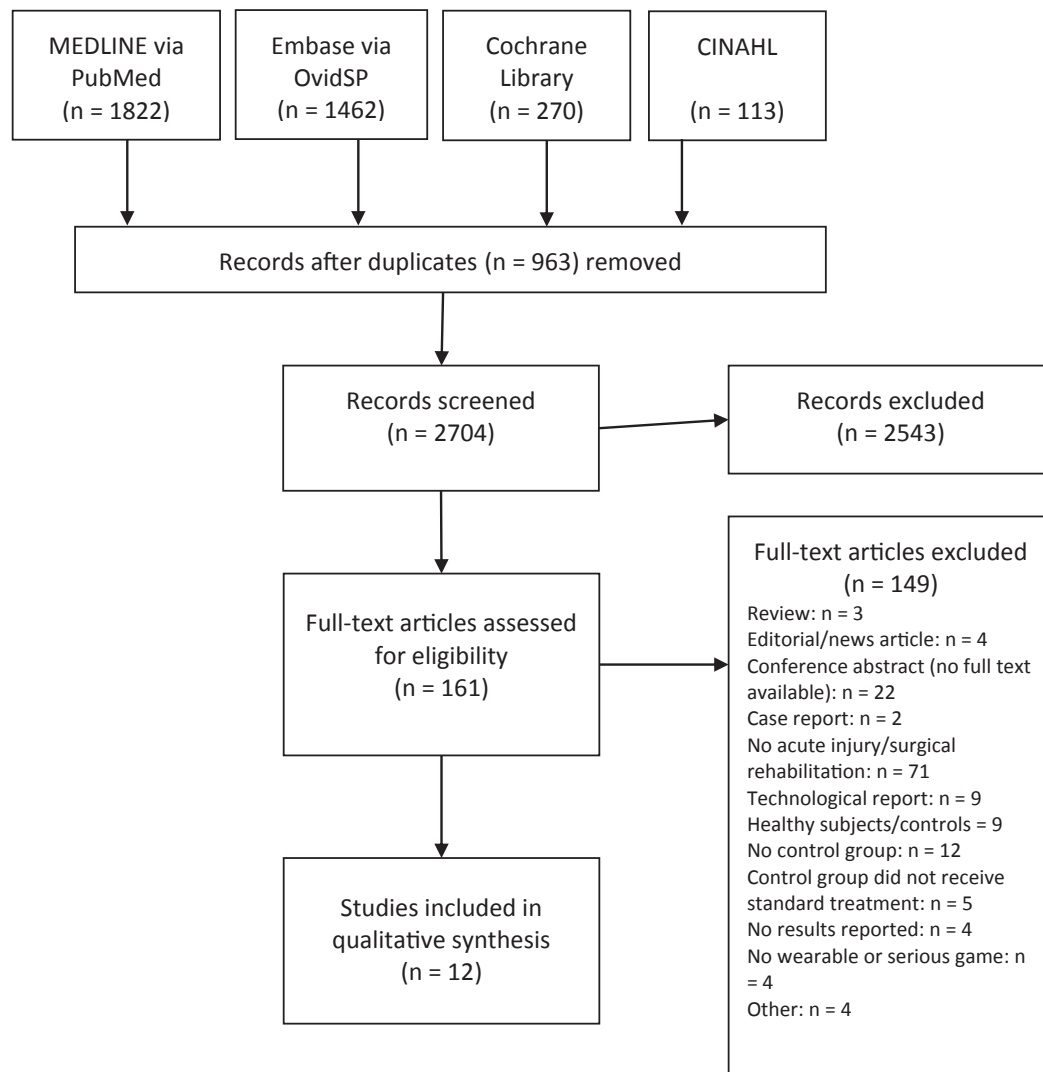 MEDLINE via
PubMed
(n = 1822)
Embase via
OvidSP
(n = 1462)
Cochrane
Library
(n = 270)
CINAHL
(n = 113)
Records after duplicates (n = 963) removed
Records screened
(n = 2704)
Records excluded
(n = 2543)
Full-text articles assessed
for eligibility
(n = 161)
Full-text articles excluded
(n = 149)
Review: n = 3
Editorial/news article: n = 4
Conference abstract (no full text
available): n = 22
Case report: n = 2
No acute injury/surgical
rehabilitation: n = 71
Technological report: n = 9
Healthy subjects/controls = 9
No control group: n = 12
Control group did not receive
standard treatment: n = 5
No results reported: n = 4
No wearable or serious game: n
= 4
Other: n = 4
Studies included in
qualitative synthesis
(n = 12)